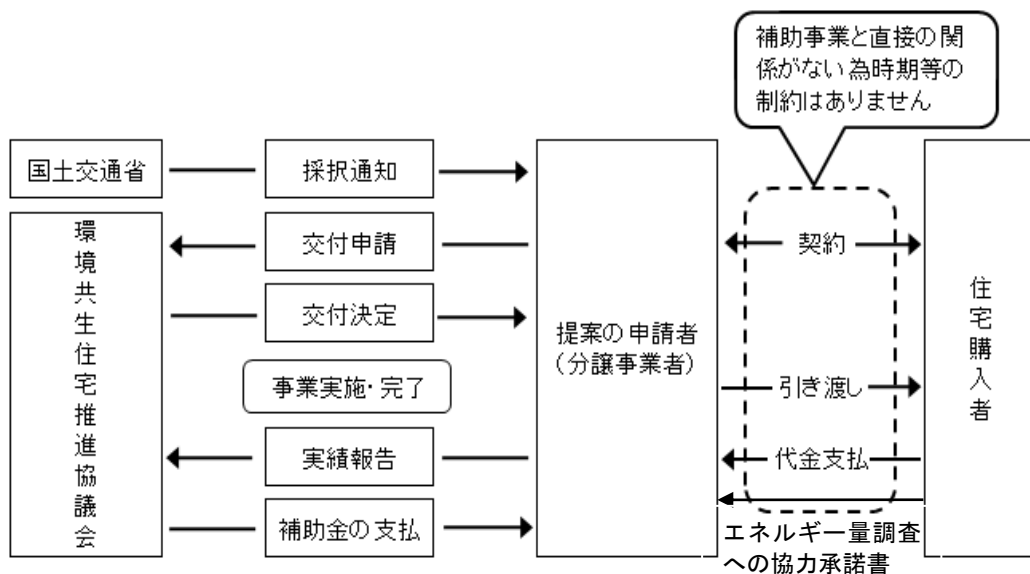 補助事業と直接の関
係がない為時期等の
制約はありません
国土交通省
採択通知
環境共生住宅推進協議会
交付申請
交付決定
事業実施・完了
実績報告
補助金の支払
提案の申請者
(分譲事業者)
契約
引き渡し
代金支払
エネルギー量調査
への協力承諾書
住宅購入者